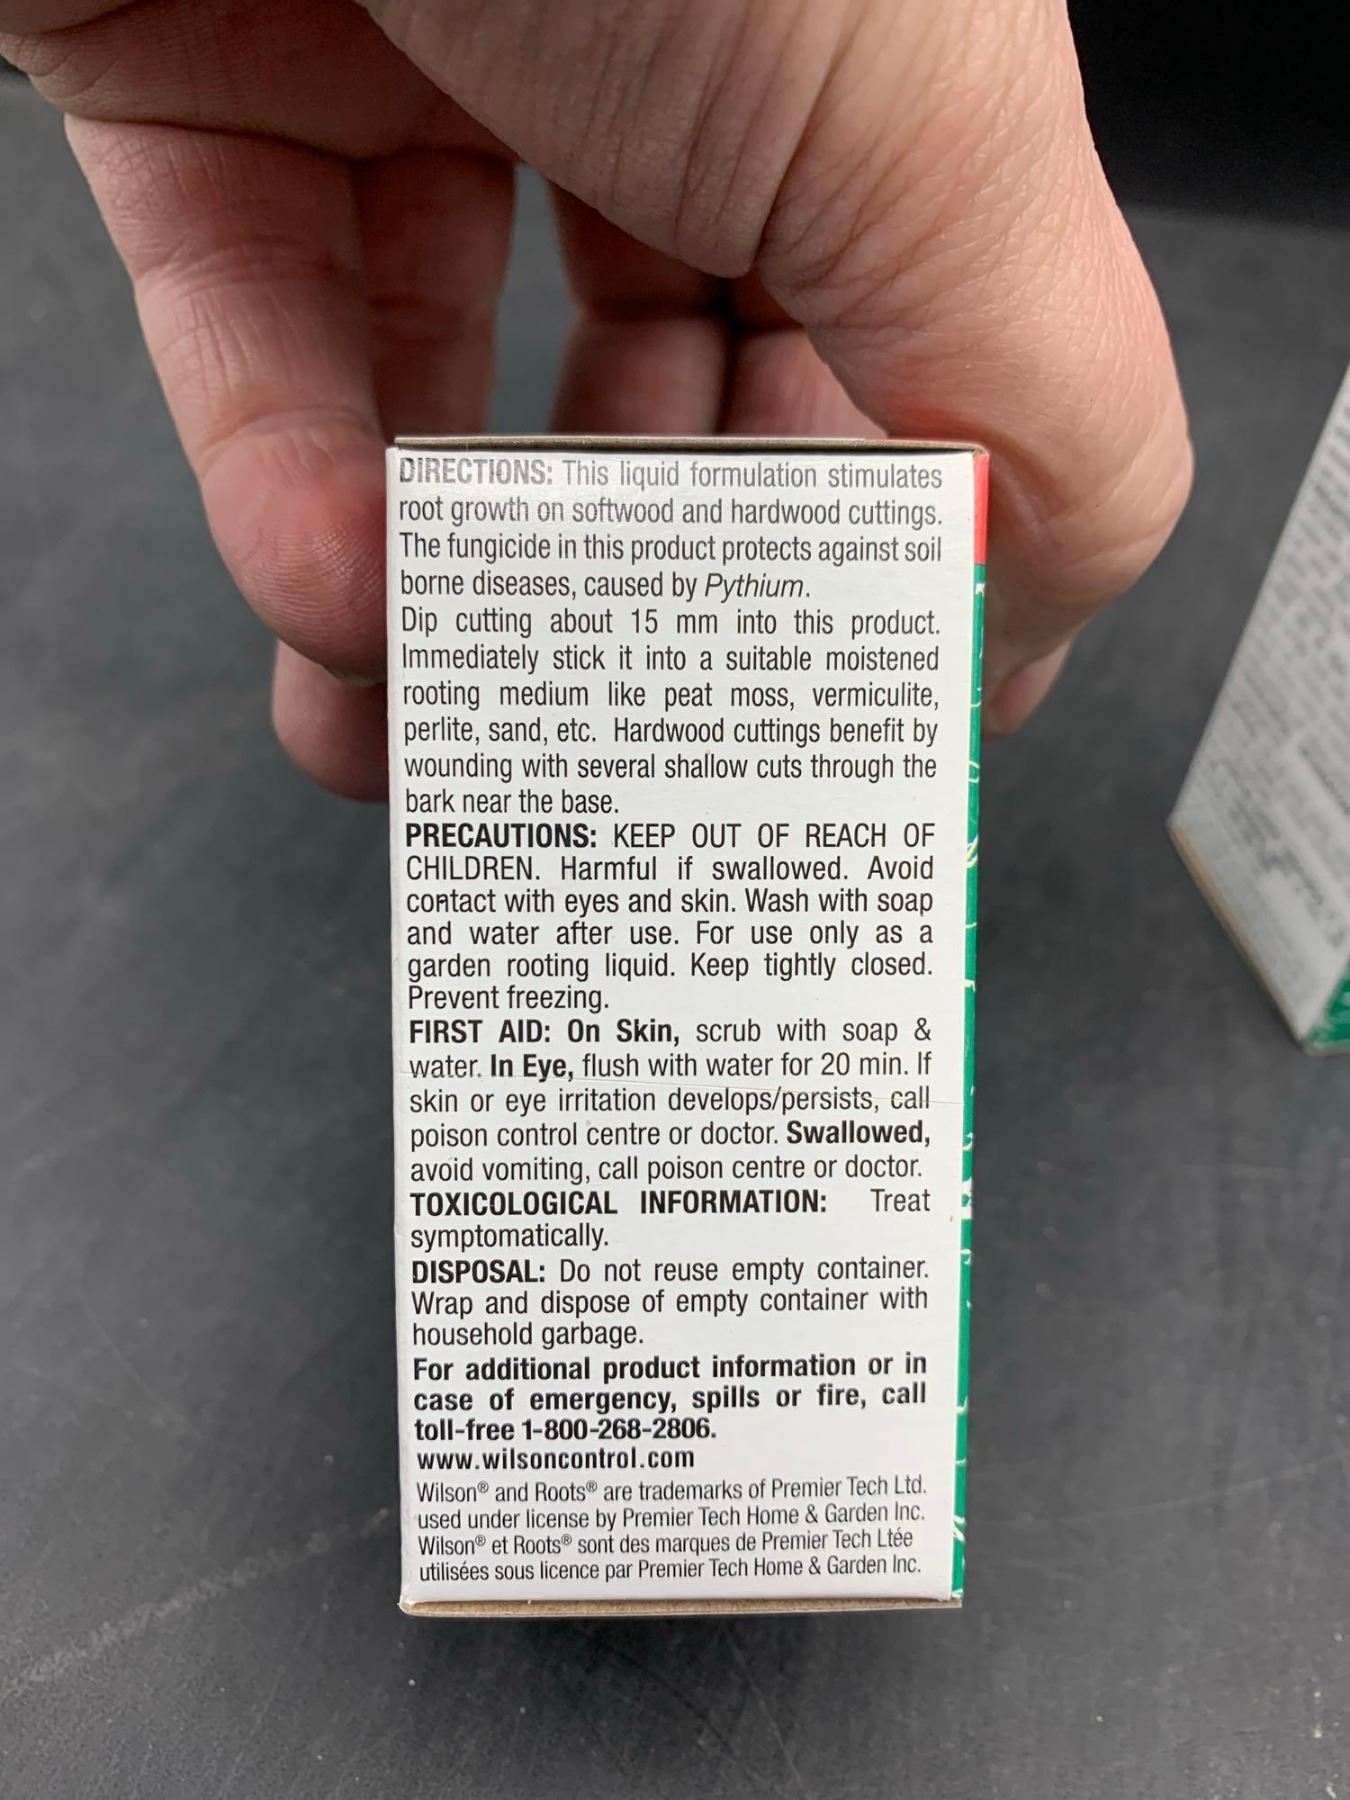 DIRECTIONS: This liquid formulation stimulates
root growth on softwood and hardwood cuttings.
The fungicide in this product protects against soil
borne diseases, caused by Pythium.
Dip cutting about 15 mm into this product.
Immediately stick it into a suitable moistened
rooting medium like peat moss, vermiculite,
perlite, sand, etc. Hardwood cuttings benefit by
wounding with several shallow cuts through the
bark near the base.
PRECAUTIONS: KEEP OUT OF REACH OF
CHILDREN. Harmful if swallowed. Avoid
contact with eyes and skin. Wash with soap
and water after use. For use only as a
garden rooting liquid. Keep tightly closed.
Prevent freezing.
FIRST AID: On Skin, scrub with soap &
water. In Eye, flush with water for 20 min. If
skin or eye irritation develops/persists, call
poison control centre or doctor. Swallowed,
avoid vomiting, call poison centre or doctor.
TOXICOLOGICAL INFORMATION: Treat
symptomatically.
DISPOSAL: Do not reuse empty container.
Wrap and dispose of empty container with
household garbage.
For additional product information or in
case of emergency, spills or fire, call
toll-free 1-800-268-2806.
www.wilsoncontrol.com
Wilson® and Roots® are trademarks of Premier Tech Ltd.
used under license by Premier Tech Home & Garden Inc.
Wilson® et Roots® sont des marques de Premier Tech Ltée
utilisées sous licence par Premier Tech Home & Garden Inc.